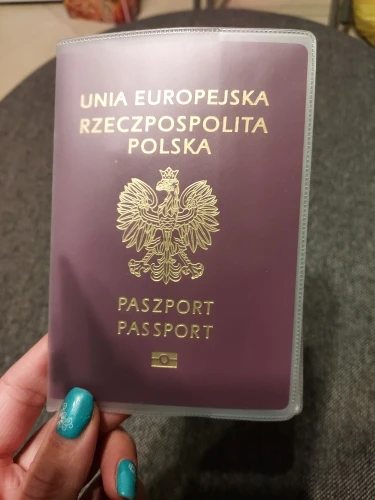 UNIA EUROPEJSKA
RZECZPOSPOLITA
POLSKA
PASZPORT
PASSPORT